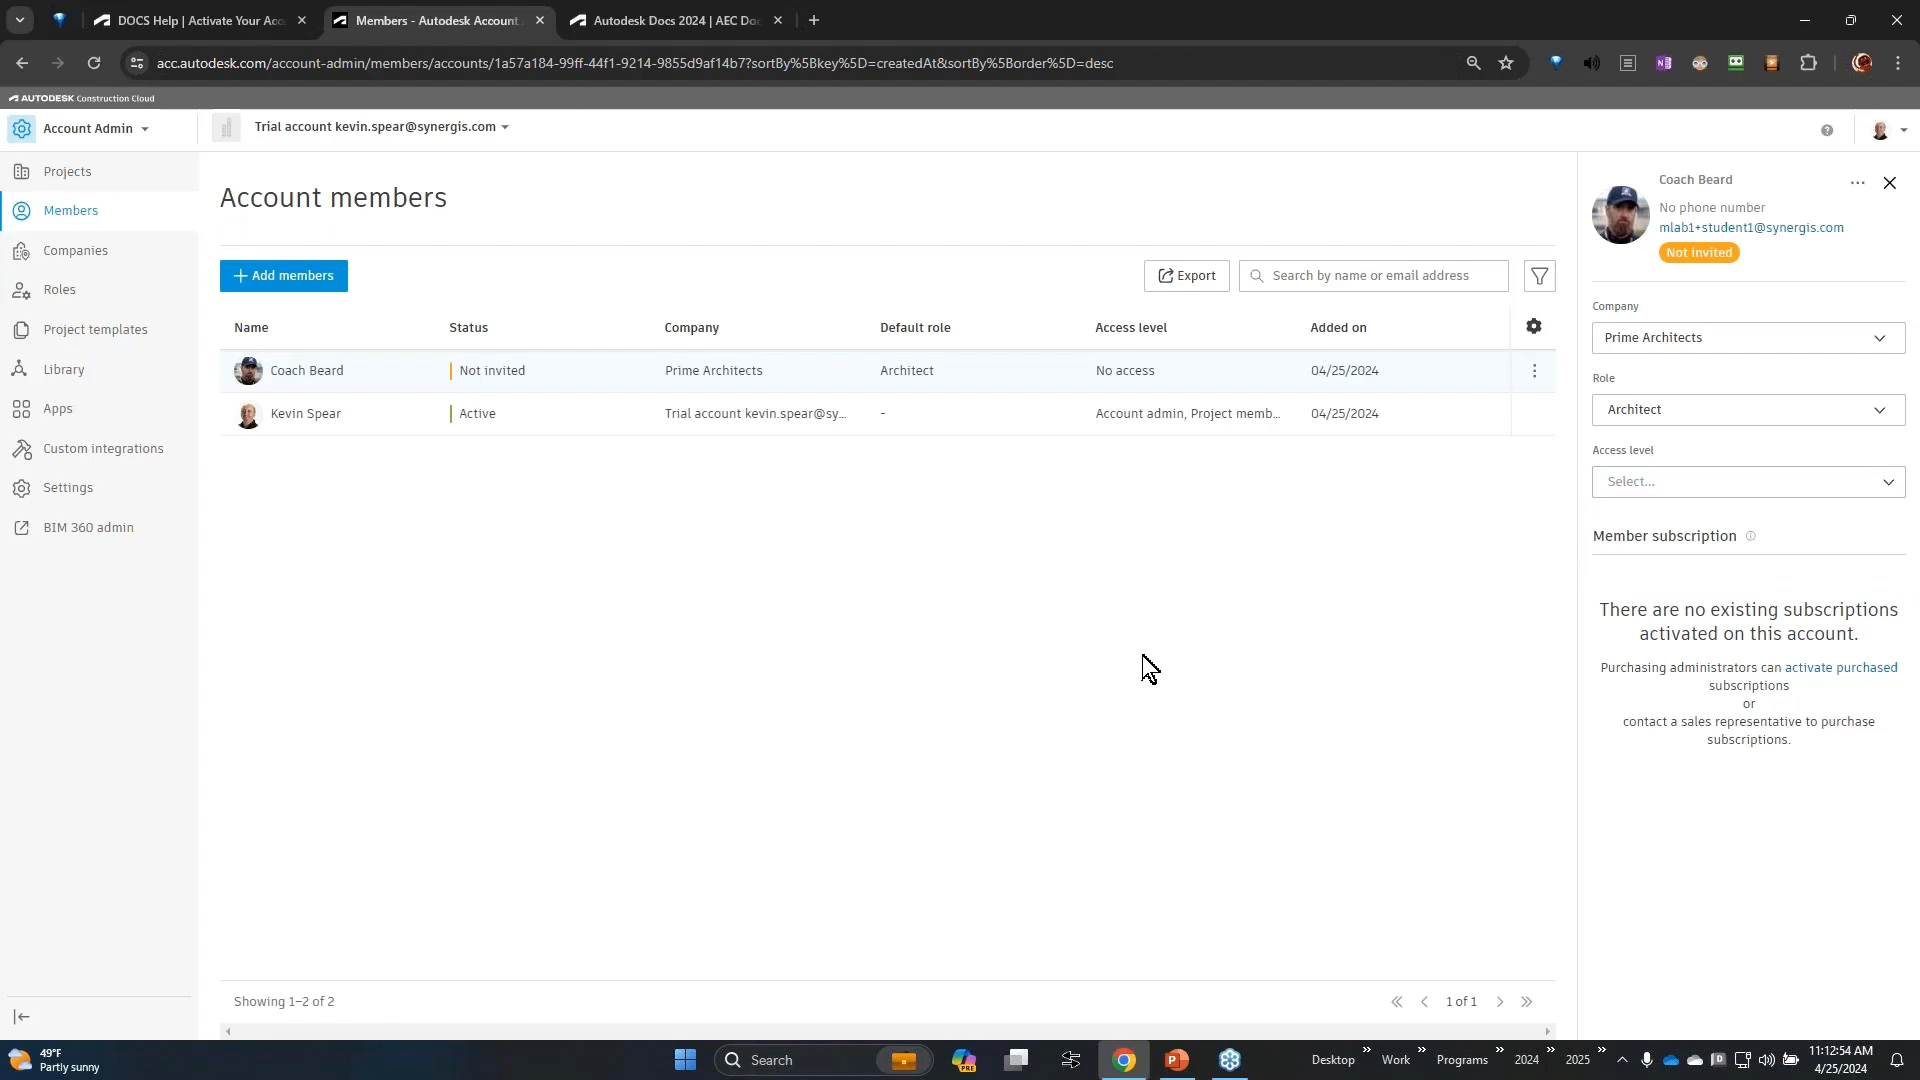 DOCS Help | Activate Your Acc
Members - Autodesk Account
Autodesk Docs 2024 | AEC Do
acc.autodesk.com/account-admin/members/accounts/1a57a184-99ff-44f1-9214-9855d9af14b7?sortBy%5Bkey%5D=createdAt&sortBy%5Border%5D=desc
AUTODESK Construction Cloud
Account Admin
Trial account kevin.spear@synergis.com
Projects
Members
Companies
Roles
Project templates
Library
Apps
Custom integrations
Settings
BIM 360 admin
Account members
Add members
Export
Search by name or email address
Name Status Company Default role Access level Added on
Coach Beard Not invited Prime Architects Architect No access 04/25/2024
Kevin Spear Active Trial account kevin.spear@sy... - Account admin, Project memb... 04/25/2024
Showing 1–2 of 2
1 of 1
Coach Beard
No phone number
mlab1+student1@synergis.com
Not invited
Company
Prime Architects
Role
Architect
Access level
Select...
Member subscription
There are no existing subscriptions
activated on this account.
Purchasing administrators can activate purchased
subscriptions
or
contact a sales representative to purchase
subscriptions.
49°F
Partly sunny
Search
PRE
Desktop
Work
Programs
2024
2025
11:12:54 AM
4/25/2024